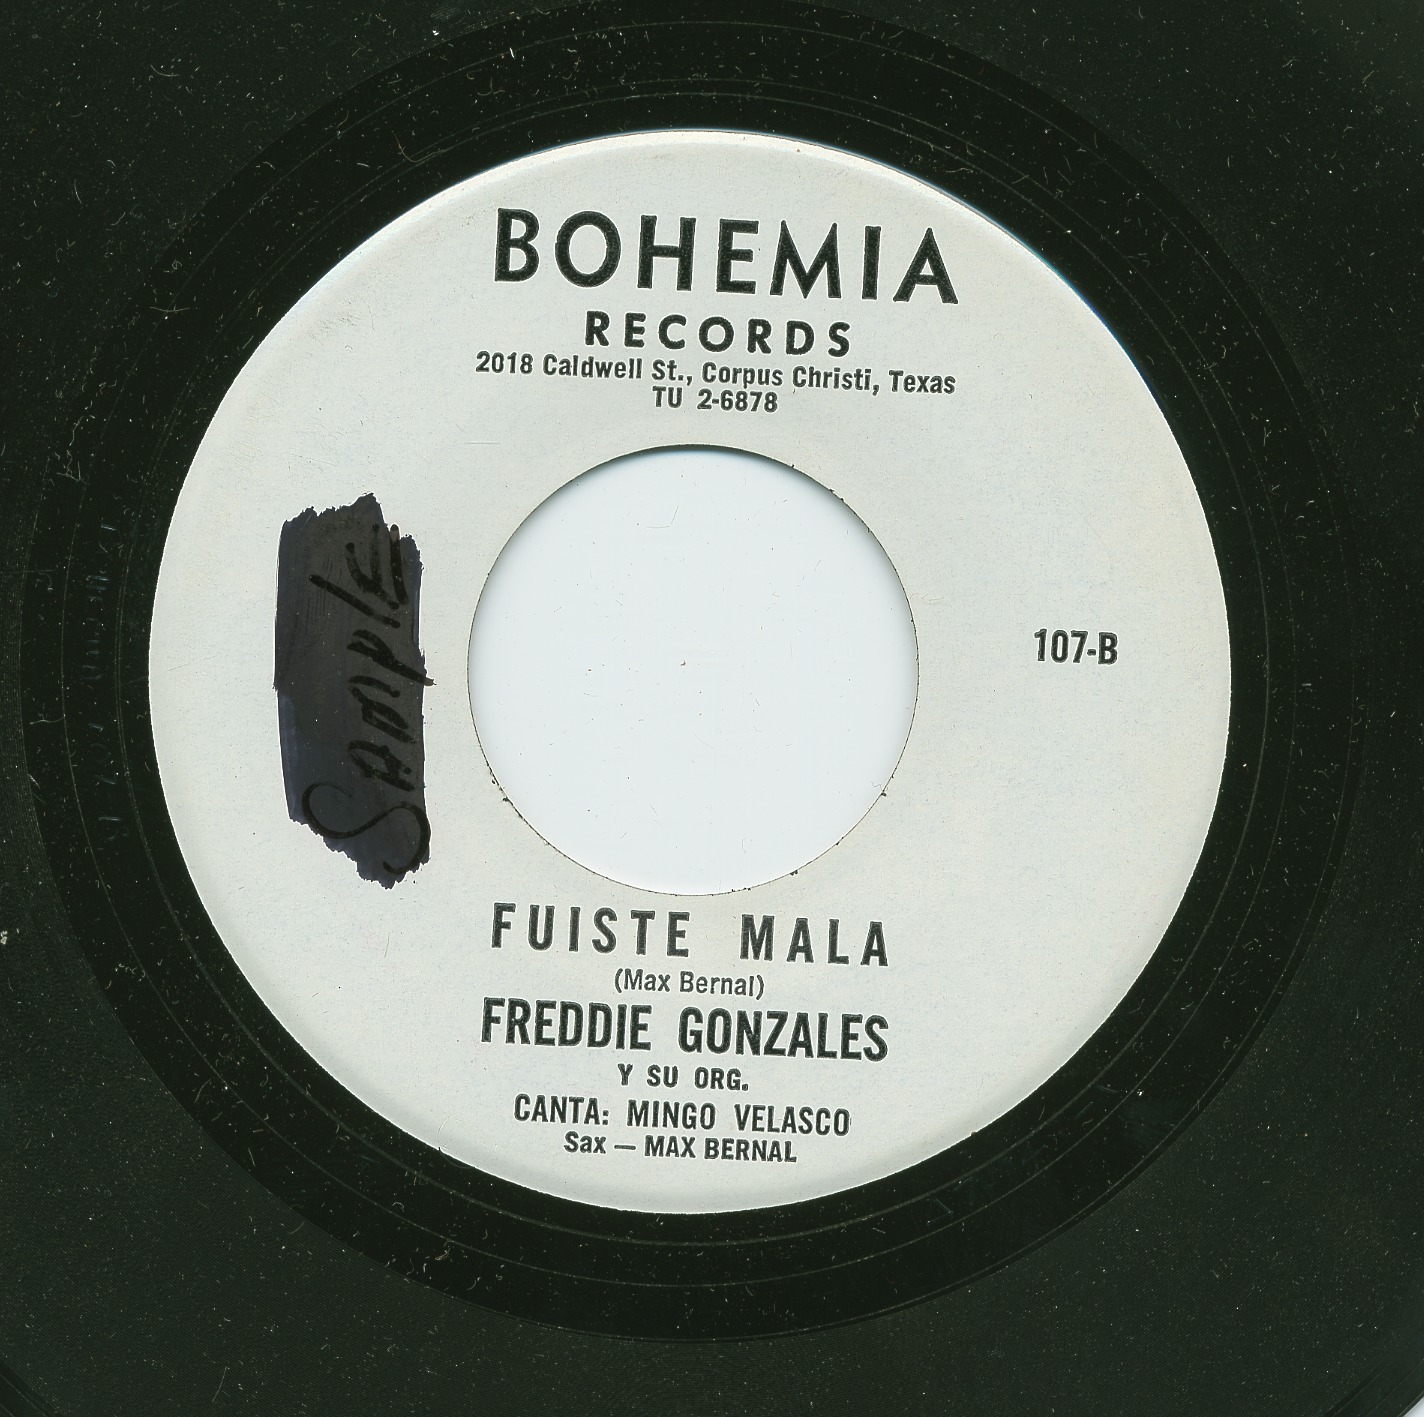 BOHEMIA
RECORDS
2018 Caldwell St., Corpus Christi, Texas
TU 2-6878
SAMPLE
107-B
FUISTE MALA
(Max Bernal)
FREDDIE GONZALES
Y SU ORG.
CANTA: MINGO VELASCO
Sax — MAX BERNAL